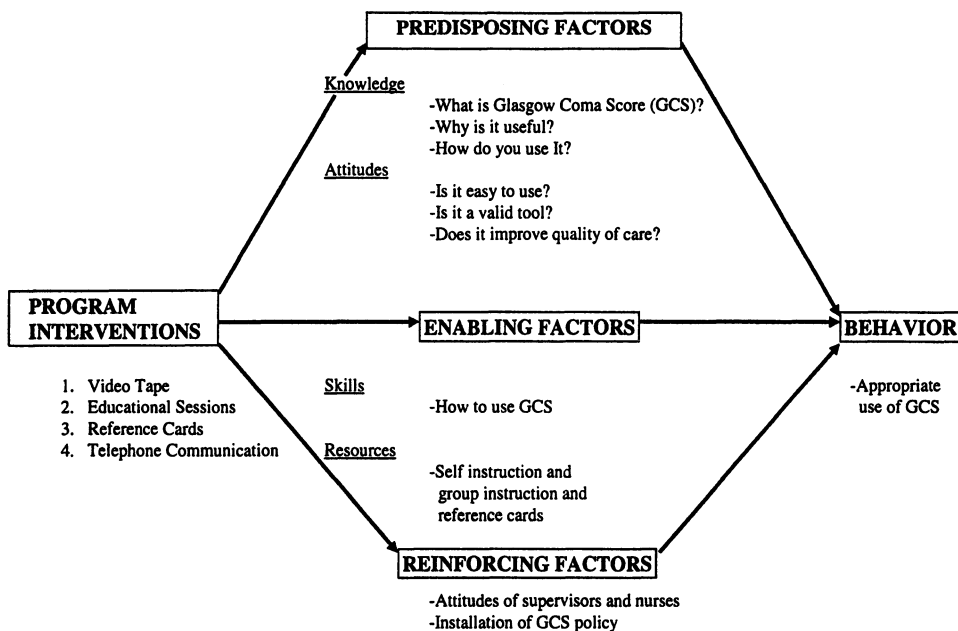 PREDISPOSING FACTORS
Knowledge
-What is Glasgow Coma Score (GCS)?
-Why is it useful?
-How do you use It?
Attitudes
-Is it easy to use?
-Is it a valid tool?
-Does it improve quality of care?
PROGRAM
INTERVENTIONS
1. Video Tape
2. Educational Sessions
3. Reference Cards
4. Telephone Communication
ENABLING FACTORS
Skills
-How to use GCS
Resources
-Self instruction and
group instruction and
reference cards
REINFORCING FACTORS
-Attitudes of supervisors and nurses
-Installation of GCS policy
BEHAVIOR
-Appropriate
use of GCS